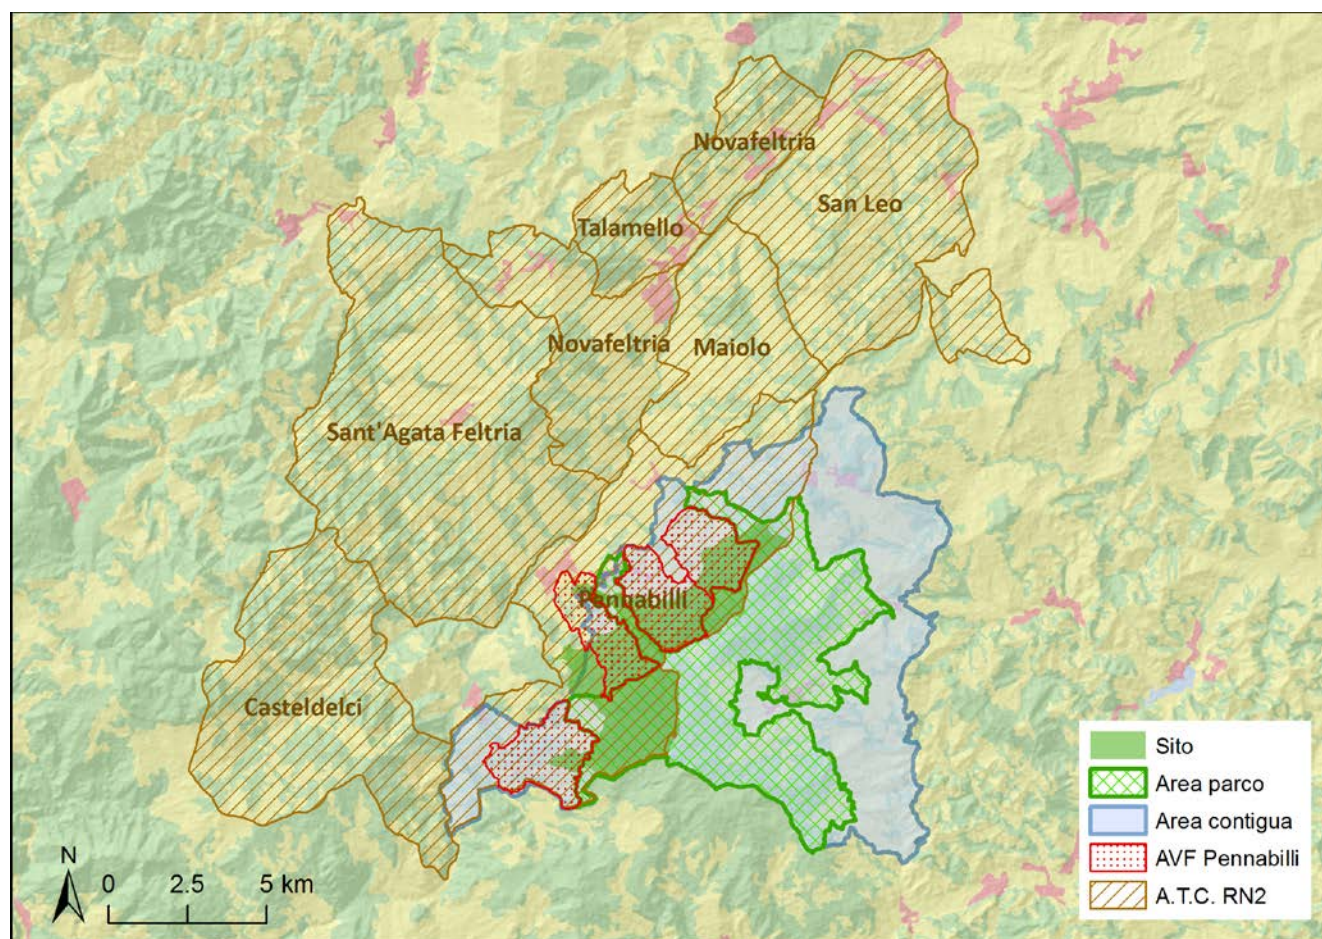 Novafeltria
San Leo
Talamello
Novafeltria
Maiolo
Sant'Agata Feltria
Pennabilli
Casteldelci
Sito
Area parco
Area contigua
AVF Pennabilli
A.T.C. RN2
N
0 2.5 5 km